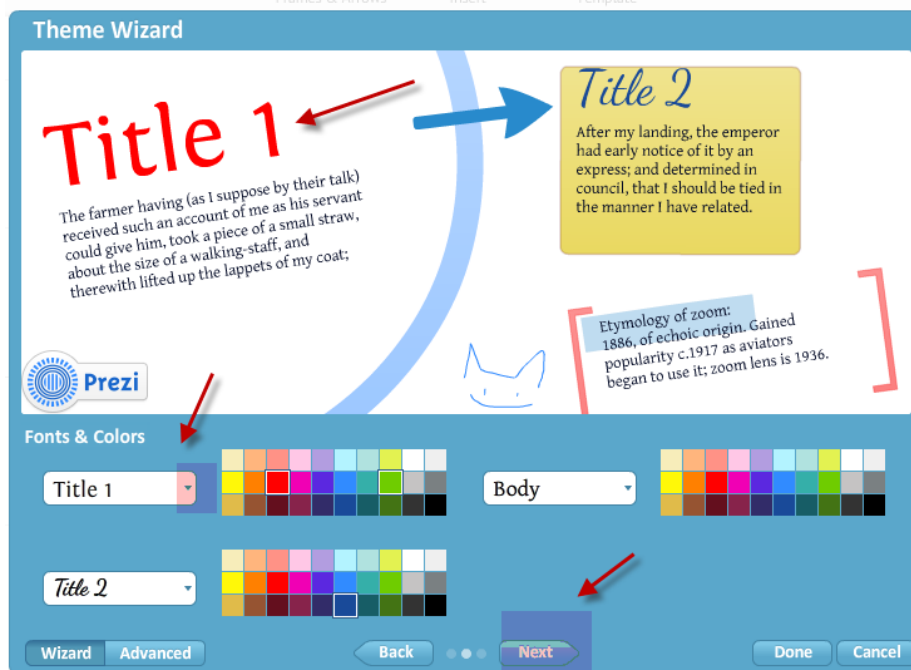 Frames & Arrows Insert Template
Theme Wizard
Title 1
The farmer having (as I suppose by their talk)
received such an account of me as his servant
could give him, took a piece of a small straw,
about the size of a walking-staff, and
therewith lifted up the lappets of my coat;
Title 2
After my landing, the emperor
had early notice of it by an
express; and determined in
council, that I should be tied in
the manner I have related.
Etymology of zoom:
1886, of echoic origin. Gained
popularity c.1917 as aviators
began to use it; zoom lens is 1936.
Prezi
Fonts & Colors
Title 1
Body
Title 2
Wizard Advanced Back Next Done Cancel